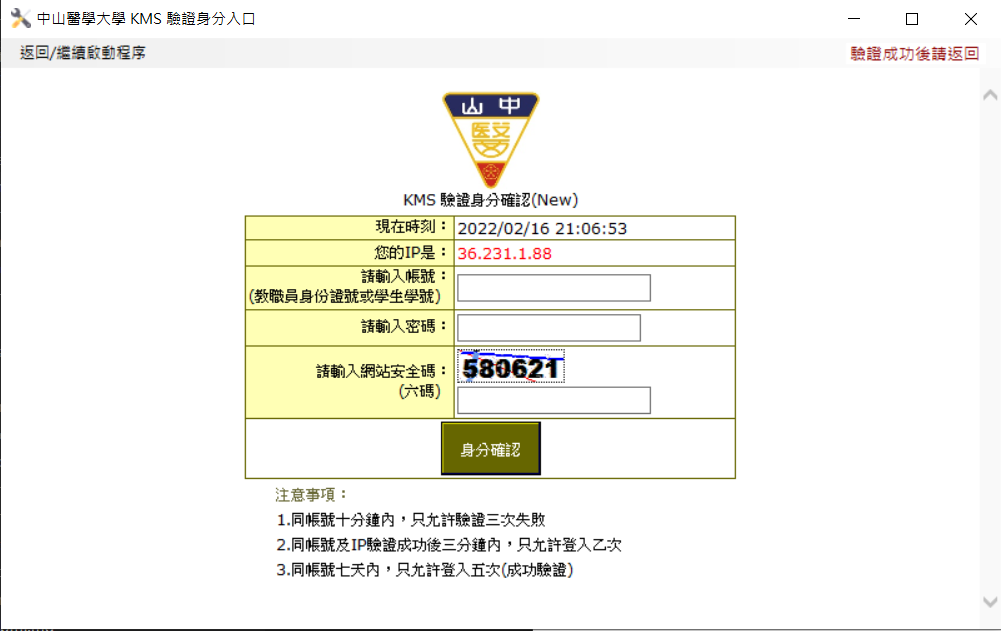 中山醫學大學 KMS 驗證身分入口
返回/繼續啟動程序
驗證成功後請返回
山 中
醫
KMS 驗證身分確認(New)
現在時刻：
2022/02/16 21:06:53
您的IP是：
36.231.1.88
請輸入帳號：
(教職員身份證號或學生學號)
請輸入密碼：
請輸入網站安全碼：
(六碼)
580621
身分確認
注意事項：
1.同帳號十分鐘內，只允許驗證三次失敗
2.同帳號及IP驗證成功後三分鐘內，只允許登入乙次
3.同帳號七天內，只允許登入五次(成功驗證)